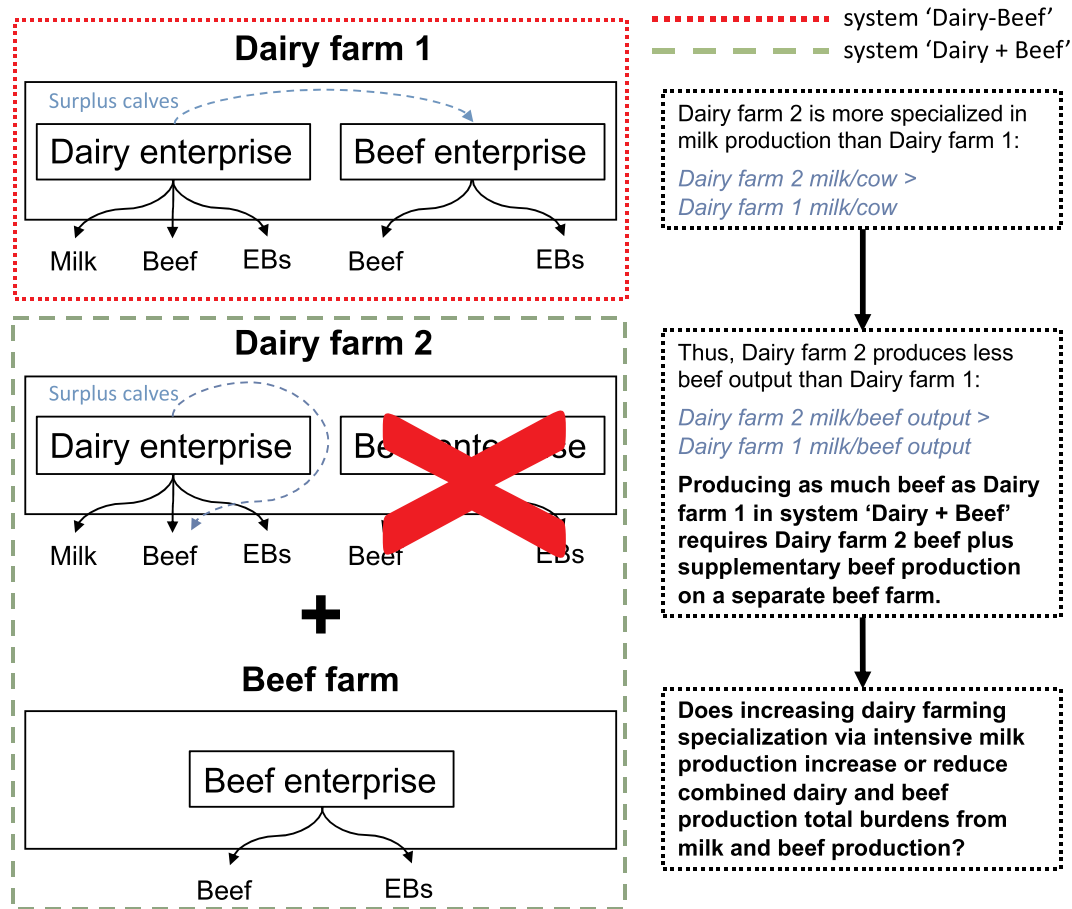 system ‘Dairy-Beef’
system ‘Dairy + Beef’
Dairy farm 1
Surplus calves
Dairy enterprise
Beef enterprise
Milk
Beef
EBs
Beef
EBs
Dairy farm 2
Surplus calves
Dairy enterprise
Beef enterprise
Milk
Beef
EBs
Beef
EBs
Beef farm
Beef enterprise
Beef
EBs
Dairy farm 2 is more specialized in
milk production than Dairy farm 1:
Dairy farm 2 milk/cow >
Dairy farm 1 milk/cow
Thus, Dairy farm 2 produces less
beef output than Dairy farm 1:
Dairy farm 2 milk/beef output >
Dairy farm 1 milk/beef output
Producing as much beef as Dairy
farm 1 in system ‘Dairy + Beef’
requires Dairy farm 2 beef plus
supplementary beef production
on a separate beef farm.
Does increasing dairy farming
specialization via intensive milk
production increase or reduce
combined dairy and beef
production total burdens from
milk and beef production?